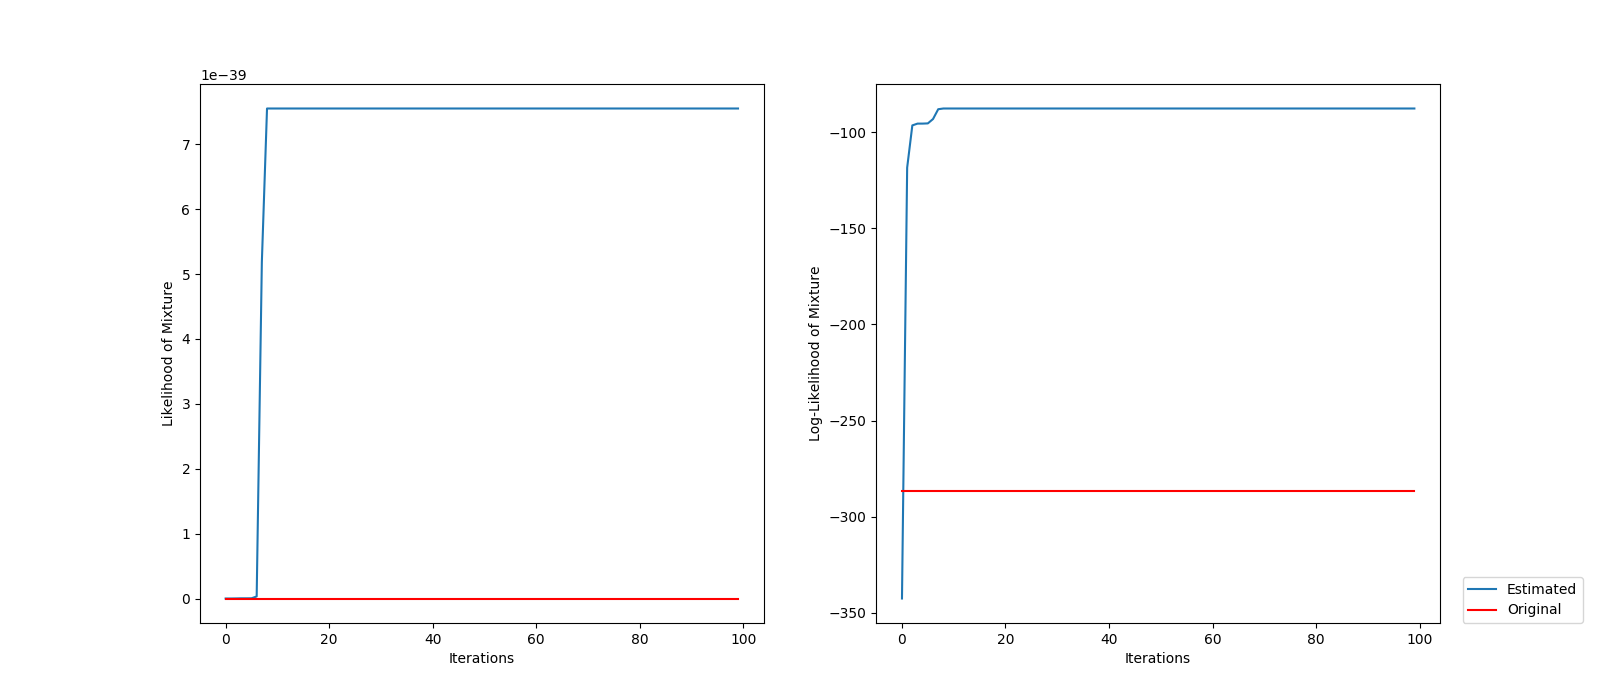 1e−39
7
6
5
4
3
2
1
0
Likelihood of Mixture
0 20 40 60 80 100
Iterations
−100
−150
−200
−250
−300
−350
Log-Likelihood of Mixture
0 20 40 60 80 100
Iterations
Estimated
Original